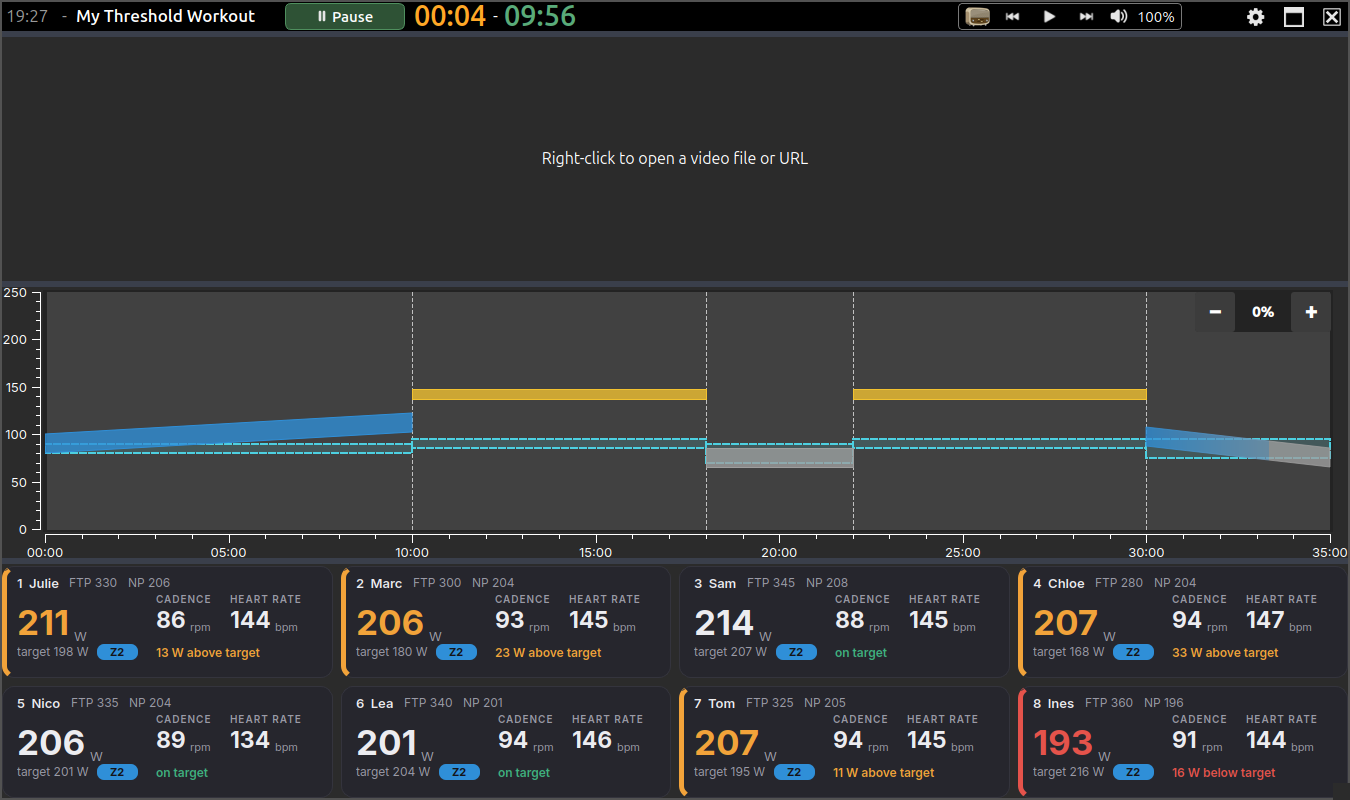 19:27 - My Threshold Workout Pause 00:04 - 09:56 100%
Right-click to open a video file or URL
250
200
150
100
50
0
0%
00:00 05:00 10:00 15:00 20:00 25:00 30:00 35:00
1 Julie FTP 330 NP 206
CADENCE HEART RATE
211 W 86 rpm 144 bpm
target 198 W Z2 13 W above target
2 Marc FTP 300 NP 204
CADENCE HEART RATE
206 W 93 rpm 145 bpm
target 180 W Z2 23 W above target
3 Sam FTP 345 NP 208
CADENCE HEART RATE
214 W 88 rpm 145 bpm
target 207 W Z2 on target
4 Chloe FTP 280 NP 204
CADENCE HEART RATE
207 W 94 rpm 147 bpm
target 168 W Z2 33 W above target
5 Nico FTP 335 NP 204
CADENCE HEART RATE
206 W 89 rpm 134 bpm
target 201 W Z2 on target
6 Lea FTP 340 NP 201
CADENCE HEART RATE
201 W 94 rpm 146 bpm
target 204 W Z2 on target
7 Tom FTP 325 NP 205
CADENCE HEART RATE
207 W 94 rpm 145 bpm
target 195 W Z2 11 W above target
8 Ines FTP 360 NP 196
CADENCE HEART RATE
193 W 91 rpm 144 bpm
target 216 W Z2 16 W below target